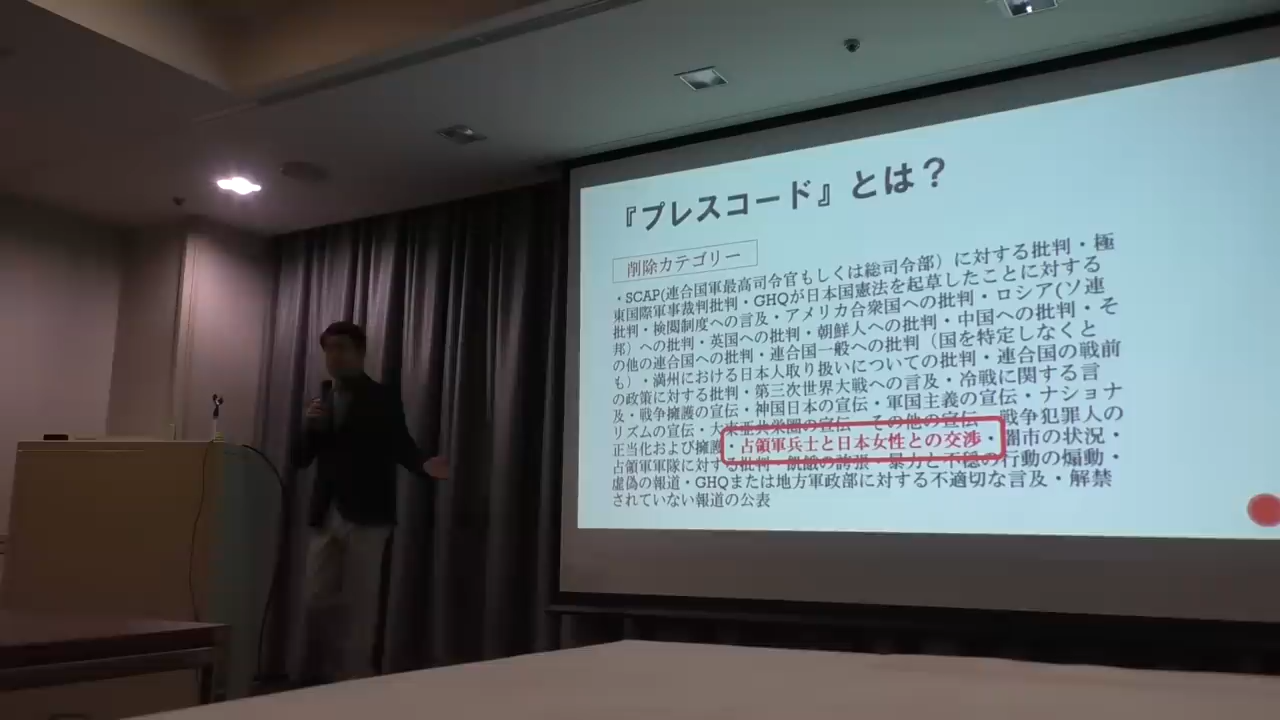 『プレスコード』とは？
削除カテゴリー
・SCAP(連合国軍最高司令官もしくは総司令部）に対する批判・極
東国際軍事裁判批判・GHQが日本国憲法を起草したことに対する
批判・検閲制度への言及・アメリカ合衆国への批判・ロシア(ソ連
邦）への批判・英国への批判・朝鮮人への批判・中国への批判・そ
の他の連合国への批判・連合国一般への批判（国を特定しなくと
も）・満州における日本人取り扱いについての批判・連合国の戦前
の政策に対する批判・第三次世界大戦への言及・冷戦に関する言
及・戦争擁護の宣伝・神国日本の宣伝・軍国主義の宣伝・ナショナ
リズムの宣伝・大東亜共栄圏の宣伝・その他の宣伝・戦争犯罪人の
正当化および擁護・占領軍兵士と日本女性との交渉・闇市の状況・
占領軍軍隊に対する批判・飢餓の誇張・暴力と不穏の行動の煽動・
虚偽の報道・GHQまたは地方軍政部に対する不適切な言及・解禁
されていない報道の公表